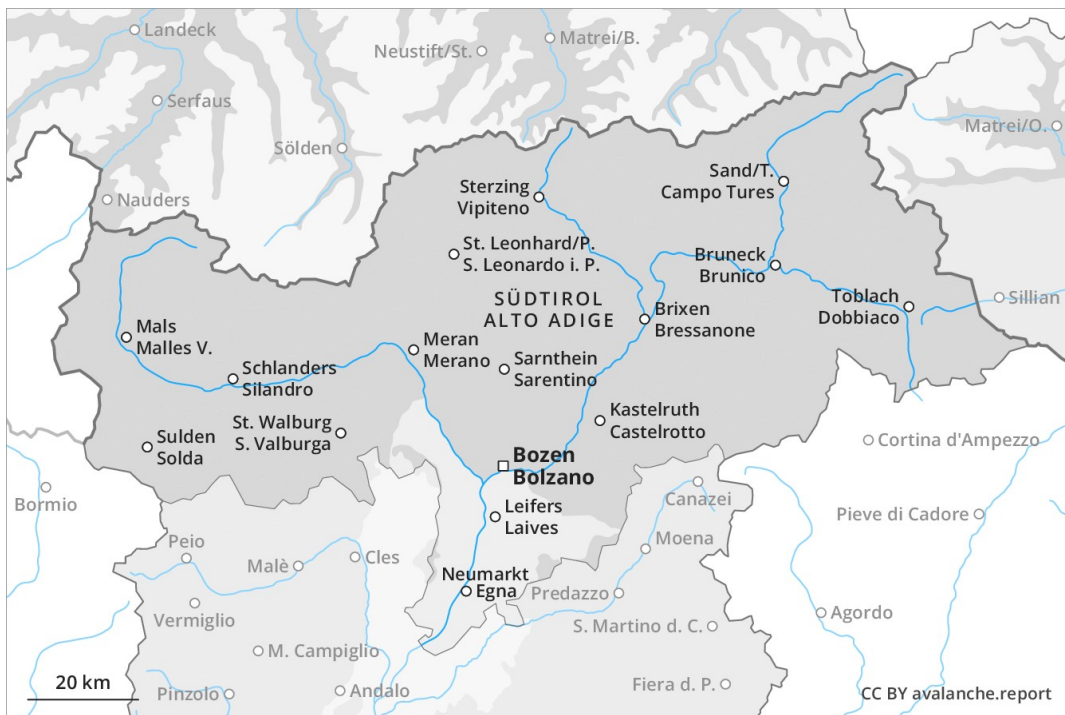 Landeck
Neustift/St.
Matrei/B.
Serfaus
Sölden
Matrei/O.
Nauders
Sterzing
Vipiteno
Sand/T.
Campo Tures
St. Leonhard/P.
S. Leonardo i. P.
Bruneck
Brunico
SÜDTIROL
ALTO ADIGE
Brixen
Bressanone
Toblach
Dobbiaco
Sillian
Mals
Malles V.
Meran
Merano
Schlanders
Silandro
Sarnthein
Sarentino
St. Walburg
S. Valburga
Kastelruth
Castelrotto
Sulden
Solda
Bozen
Bolzano
Cortina d'Ampezzo
Bormio
Leifers
Laives
Canazei
Pieve di Cadore
Peio
Malè
Cles
Moena
Neumarkt
Egna
Predazzo
Vermiglio
Agordo
S. Martino d. C.
M. Campiglio
20 km
Pinzolo
Andalo
Fiera d. P.
CC BY avalanche.report